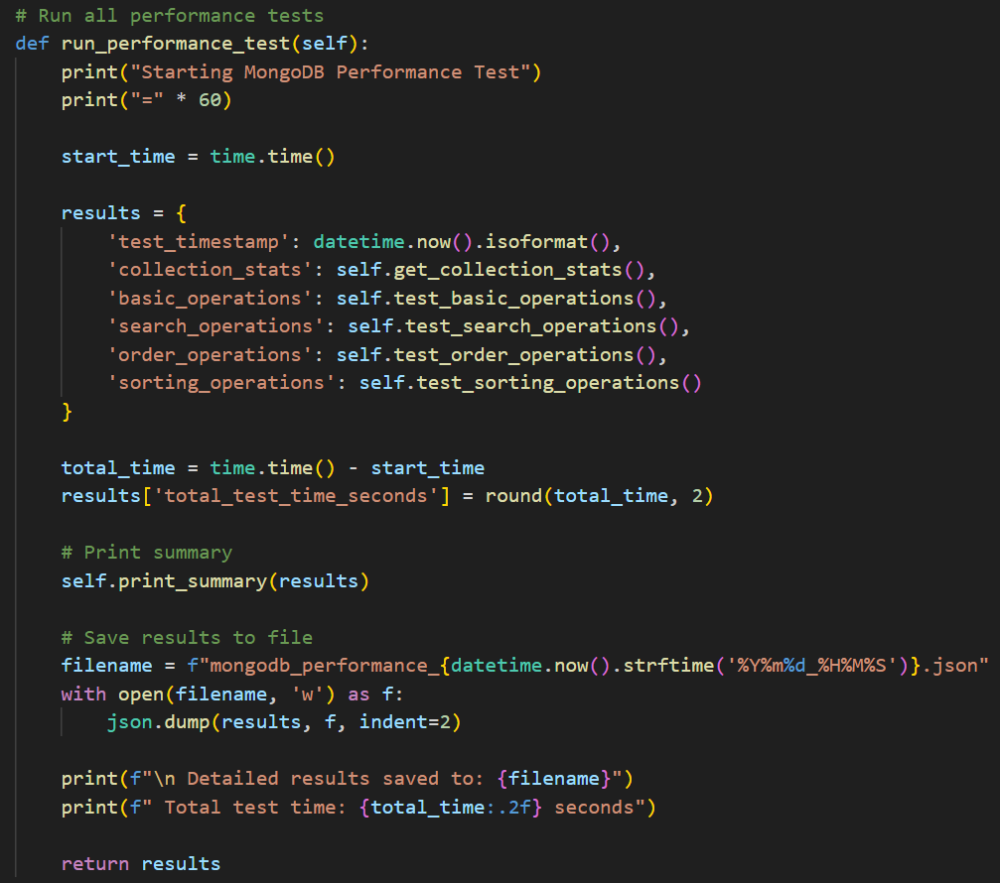 # Run all performance tests
def run_performance_test(self):
    print("Starting MongoDB Performance Test")
    print("=" * 60)

    start_time = time.time()

    results = {
        'test_timestamp': datetime.now().isoformat(),
        'collection_stats': self.get_collection_stats(),
        'basic_operations': self.test_basic_operations(),
        'search_operations': self.test_search_operations(),
        'order_operations': self.test_order_operations(),
        'sorting_operations': self.test_sorting_operations()
    }

    total_time = time.time() - start_time
    results['total_test_time_seconds'] = round(total_time, 2)

    # Print summary
    self.print_summary(results)

    # Save results to file
    filename = f"mongodb_performance_{datetime.now().strftime('%Y%m%d_%H%M%S')}.json"
    with open(filename, 'w') as f:
        json.dump(results, f, indent=2)

    print(f"\n Detailed results saved to: {filename}")
    print(f" Total test time: {total_time:.2f} seconds")

    return results